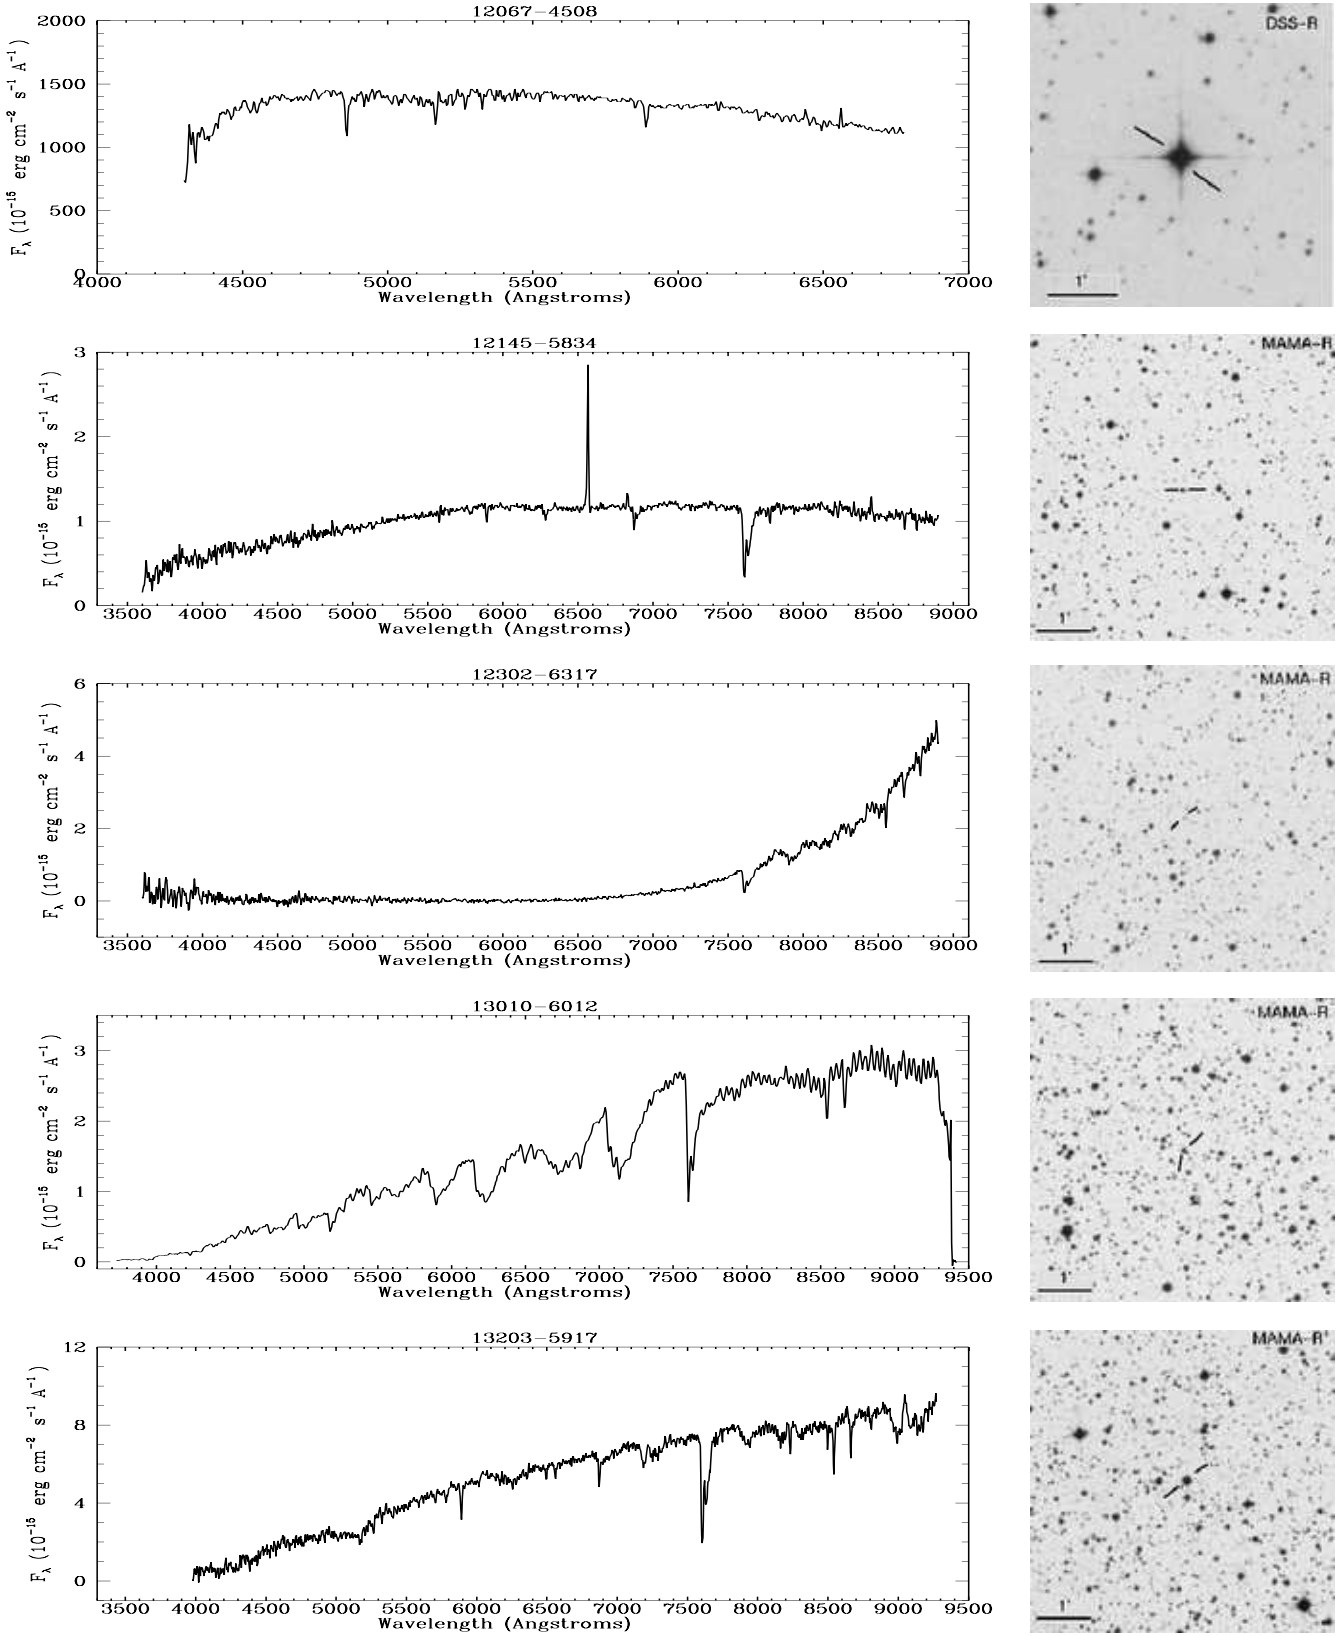 12067-4508
DSS-R
2000
1500
1000
500
0
F_λ (10^-15 erg cm^-2 s^-1 A^-1)
4000 4500 5000 5500 6000 6500 7000
Wavelength (Angstroms)
1'
12145-5834
MAMA-R
3
2
1
0
F_λ (10^-15 erg cm^-2 s^-1 A^-1)
3500 4000 4500 5000 5500 6000 6500 7000 7500 8000 8500 9000
Wavelength (Angstroms)
1'
12302-6317
MAMA-R
6
4
2
0
F_λ (10^-15 erg cm^-2 s^-1 A^-1)
3500 4000 4500 5000 5500 6000 6500 7000 7500 8000 8500 9000
Wavelength (Angstroms)
1'
13010-6012
MAMA-R
3
2
1
0
F_λ (10^-15 erg cm^-2 s^-1 A^-1)
4000 4500 5000 5500 6000 6500 7000 7500 8000 8500 9000 9500
Wavelength (Angstroms)
1'
13203-5917
MAMA-R
12
8
4
0
F_λ (10^-15 erg cm^-2 s^-1 A^-1)
3500 4000 4500 5000 5500 6000 6500 7000 7500 8000 8500 9000 9500
Wavelength (Angstroms)
1'